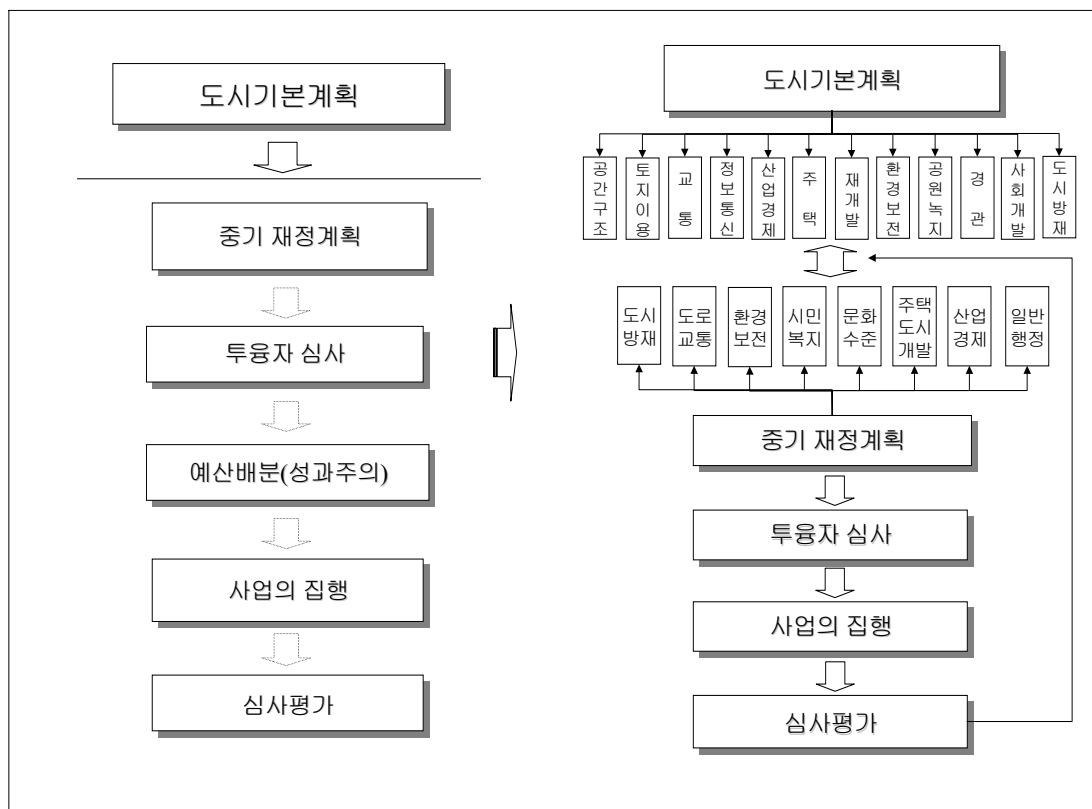 도시기본계획
중기 재정계획
투융자 심사
예산배분(성과주의)
사업의 집행
심사평가
도시기본계획
공간구조
토지이용
교통
정보통신
산업경제
주택
재개발
환경보전
공원녹지
경관
사회개발
도시방재
도시
방재
도로
교통
환경
보전
시민
복지
문화
수준
주택
도시
개발
산업
경제
일반
행정
중기 재정계획
투융자 심사
사업의 집행
심사평가